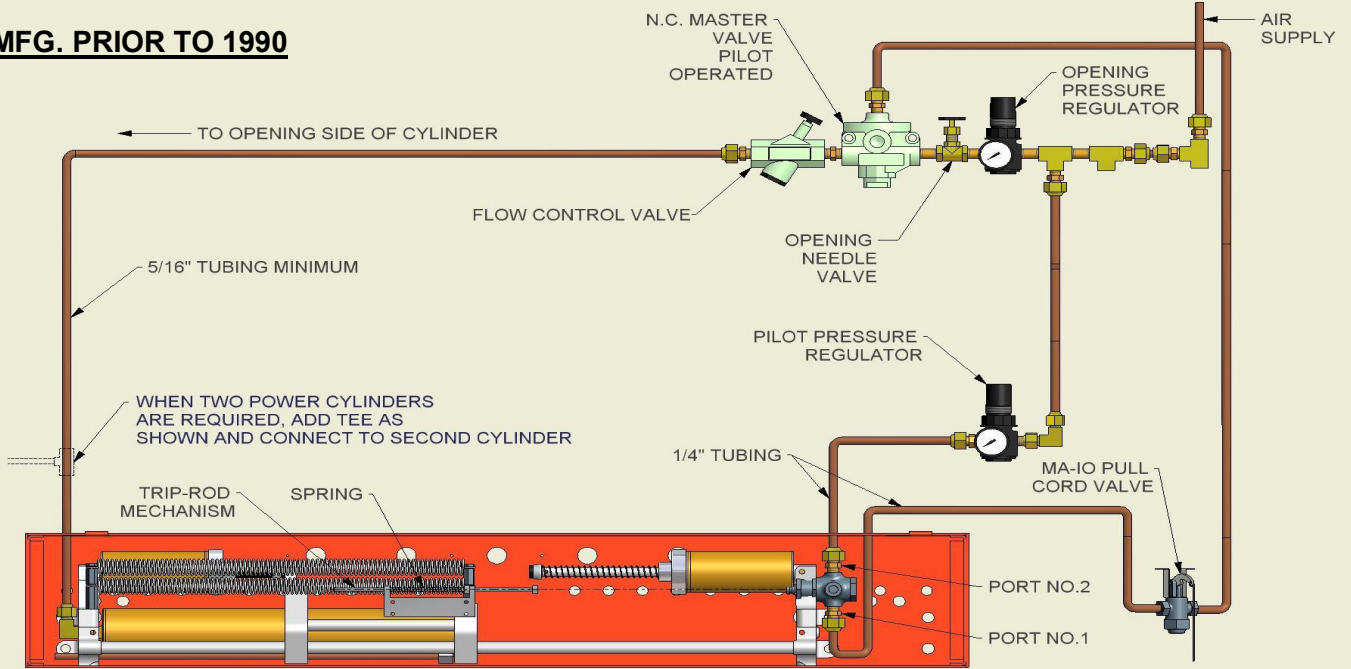 MFG. PRIOR TO 1990
N.C. MASTER
VALVE
PILOT
OPERATED
AIR
SUPPLY
OPENING
PRESSURE
REGULATOR
TO OPENING SIDE OF CYLINDER
FLOW CONTROL VALVE
OPENING
NEEDLE
VALVE
5/16" TUBING MINIMUM
PILOT PRESSURE
REGULATOR
WHEN TWO POWER CYLINDERS
ARE REQUIRED, ADD TEE AS
SHOWN AND CONNECT TO SECOND CYLINDER
1/4" TUBING
MA-IO PULL
CORD VALVE
TRIP-ROD
MECHANISM
SPRING
PORT NO.2
PORT NO.1